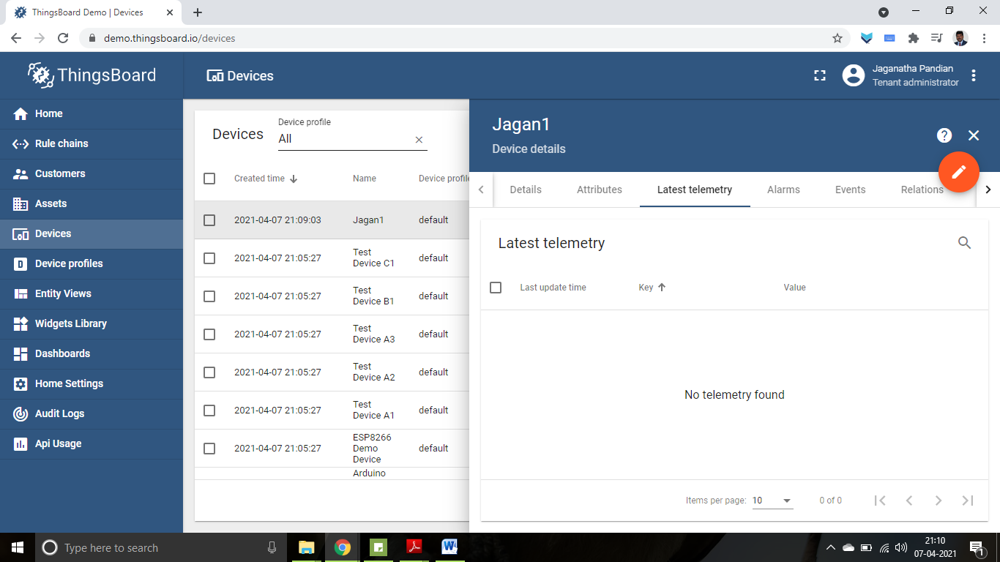 ThingsBoard Demo | Devices
demo.thingsboard.io/devices
ThingsBoard
Devices
Jaganatha Pandian
Tenant administrator
Home
Rule chains
Customers
Assets
Devices
Device profiles
Entity Views
Widgets Library
Dashboards
Home Settings
Audit Logs
Api Usage
Devices
Device profile
All
Created time
Name
Device profile
2021-04-07 21:09:03
Jagan1
default
2021-04-07 21:05:27
Test
Device C1
default
2021-04-07 21:05:27
Test
Device B1
default
2021-04-07 21:05:27
Test
Device A3
default
2021-04-07 21:05:27
Test
Device A2
default
2021-04-07 21:05:27
Test
Device A1
default
2021-04-07 21:05:27
ESP8266
Demo
Device
default
Arduino
Jagan1
Device details
Details
Attributes
Latest telemetry
Alarms
Events
Relations
Latest telemetry
Last update time
Key
Value
No telemetry found
Items per page:
10
0 of 0
Type here to search
21:10
07-04-2021
1